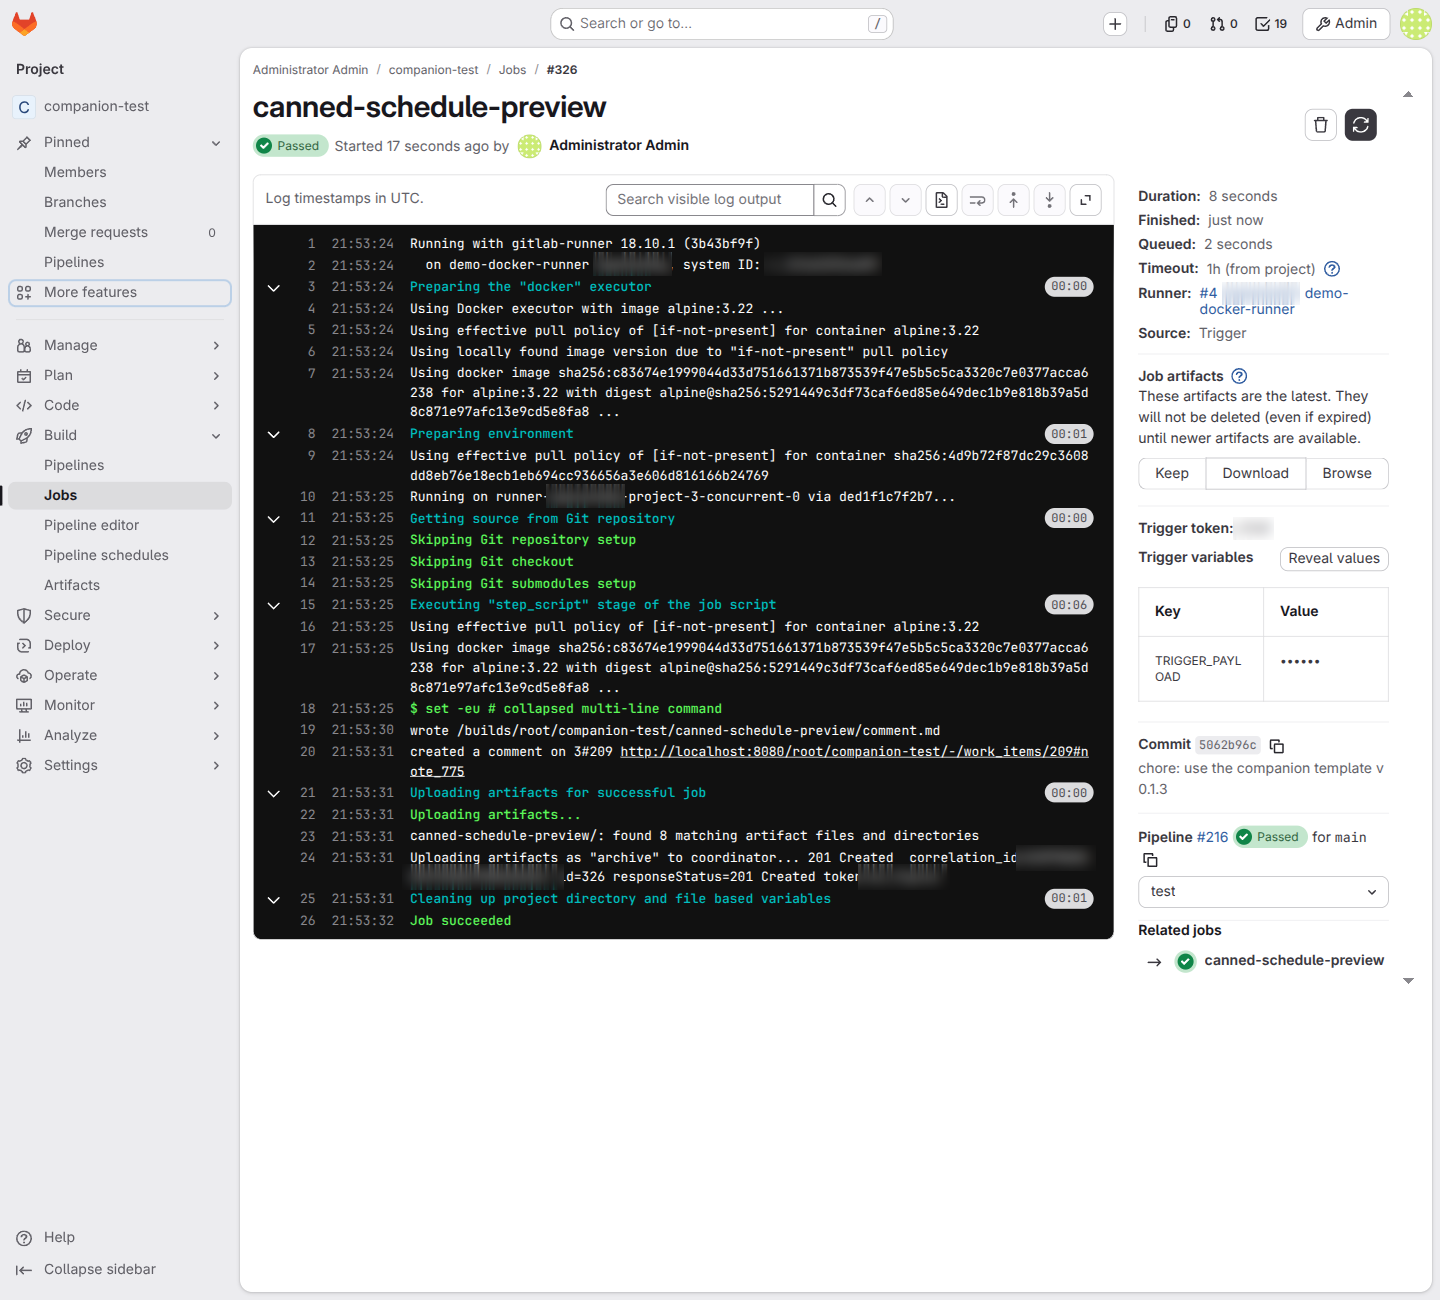 Search or go to...
/
0
0
19
Admin
Project
C companion-test
Pinned
Members
Branches
Merge requests 0
Pipelines
More features
Manage
Plan
Code
Build
Pipelines
Jobs
Pipeline editor
Pipeline schedules
Artifacts
Secure
Deploy
Operate
Monitor
Analyze
Settings
Help
Collapse sidebar
Administrator Admin / companion-test / Jobs / #326
canned-schedule-preview
Passed Started 17 seconds ago by Administrator Admin
Log timestamps in UTC.
Search visible log output
1 21:53:24 Running with gitlab-runner 18.10.1 (3b43bf9f)
2 21:53:24 on demo-docker-runner , system ID:
3 21:53:24 Preparing the "docker" executor 00:00
4 21:53:24 Using Docker executor with image alpine:3.22 ...
5 21:53:24 Using effective pull policy of [if-not-present] for container alpine:3.22
6 21:53:24 Using locally found image version due to "if-not-present" pull policy
7 21:53:24 Using docker image sha256:c83674e1999044d33d751661371b873539f47e5b5c5ca3320c7e0377acca6
238 for alpine:3.22 with digest alpine@sha256:5291449c3df73caf6ed85e649dec1b9e818b39a5d
8c871e97afc13e9cd5e8fa8 ...
8 21:53:24 Preparing environment 00:01
9 21:53:24 Using effective pull policy of [if-not-present] for container sha256:4d9b72f87dc29c3608
dd8eb76e18ecb1eb694cc936656a3e606d816166b24769
10 21:53:25 Running on runner- -project-3-concurrent-0 via ded1f1c7f2b7...
11 21:53:25 Getting source from Git repository 00:00
12 21:53:25 Skipping Git repository setup
13 21:53:25 Skipping Git checkout
14 21:53:25 Skipping Git submodules setup
15 21:53:25 Executing "step_script" stage of the job script 00:06
16 21:53:25 Using effective pull policy of [if-not-present] for container alpine:3.22
17 21:53:25 Using docker image sha256:c83674e1999044d33d751661371b873539f47e5b5c5ca3320c7e0377acca6
238 for alpine:3.22 with digest alpine@sha256:5291449c3df73caf6ed85e649dec1b9e818b39a5d
8c871e97afc13e9cd5e8fa8 ...
18 21:53:25 $ set -eu # collapsed multi-line command
19 21:53:30 wrote /builds/root/companion-test/canned-schedule-preview/comment.md
20 21:53:31 created a comment on 3#209 http://localhost:8080/root/companion-test/-/work_items/209#n
ote_775
21 21:53:31 Uploading artifacts for successful job 00:00
22 21:53:31 Uploading artifacts...
23 21:53:31 canned-schedule-preview/: found 8 matching artifact files and directories
24 21:53:31 Uploading artifacts as "archive" to coordinator... 201 Created correlation_id
id=326 responseStatus=201 Created token
25 21:53:31 Cleaning up project directory and file based variables 00:01
26 21:53:32 Job succeeded
Duration: 8 seconds
Finished: just now
Queued: 2 seconds
Timeout: 1h (from project)
Runner: #4 demo-
docker-runner
Source: Trigger
Job artifacts
These artifacts are the latest. They
will not be deleted (even if expired)
until newer artifacts are available.
Keep Download Browse
Trigger token:
Trigger variables Reveal values
Key Value
TRIGGER_PAYL ••••••
OAD
Commit 5062b96c
chore: use the companion template v
0.1.3
Pipeline #216 Passed for main
test
Related jobs
→ canned-schedule-preview